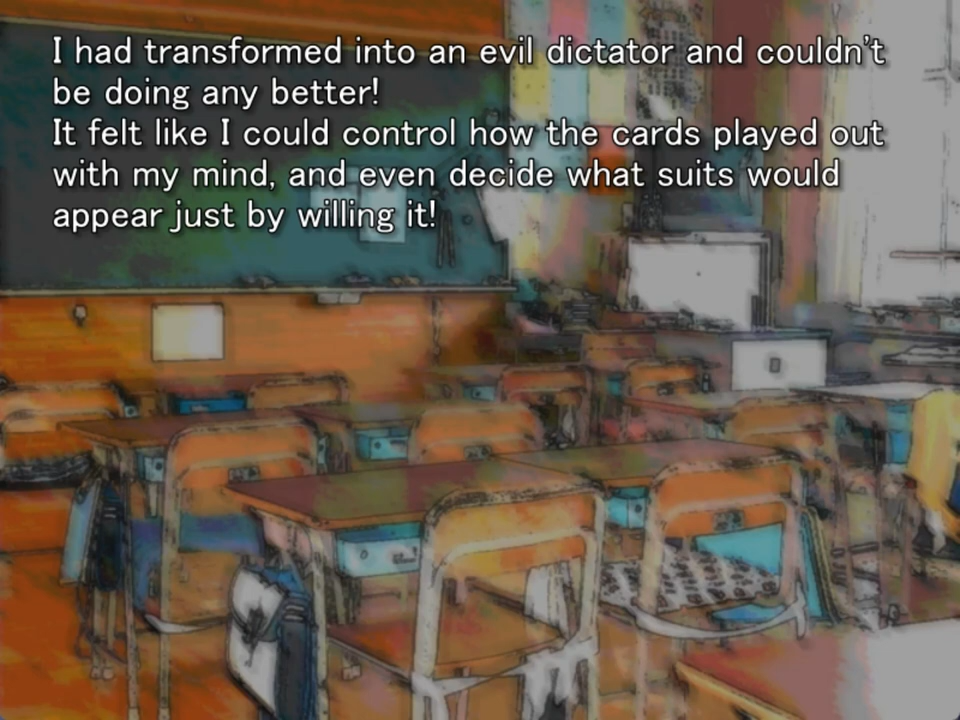 I had transformed into an evil dictator and couldn't
be doing any better!
It felt like I could control how the cards played out
with my mind, and even decide what suits would
appear just by willing it!